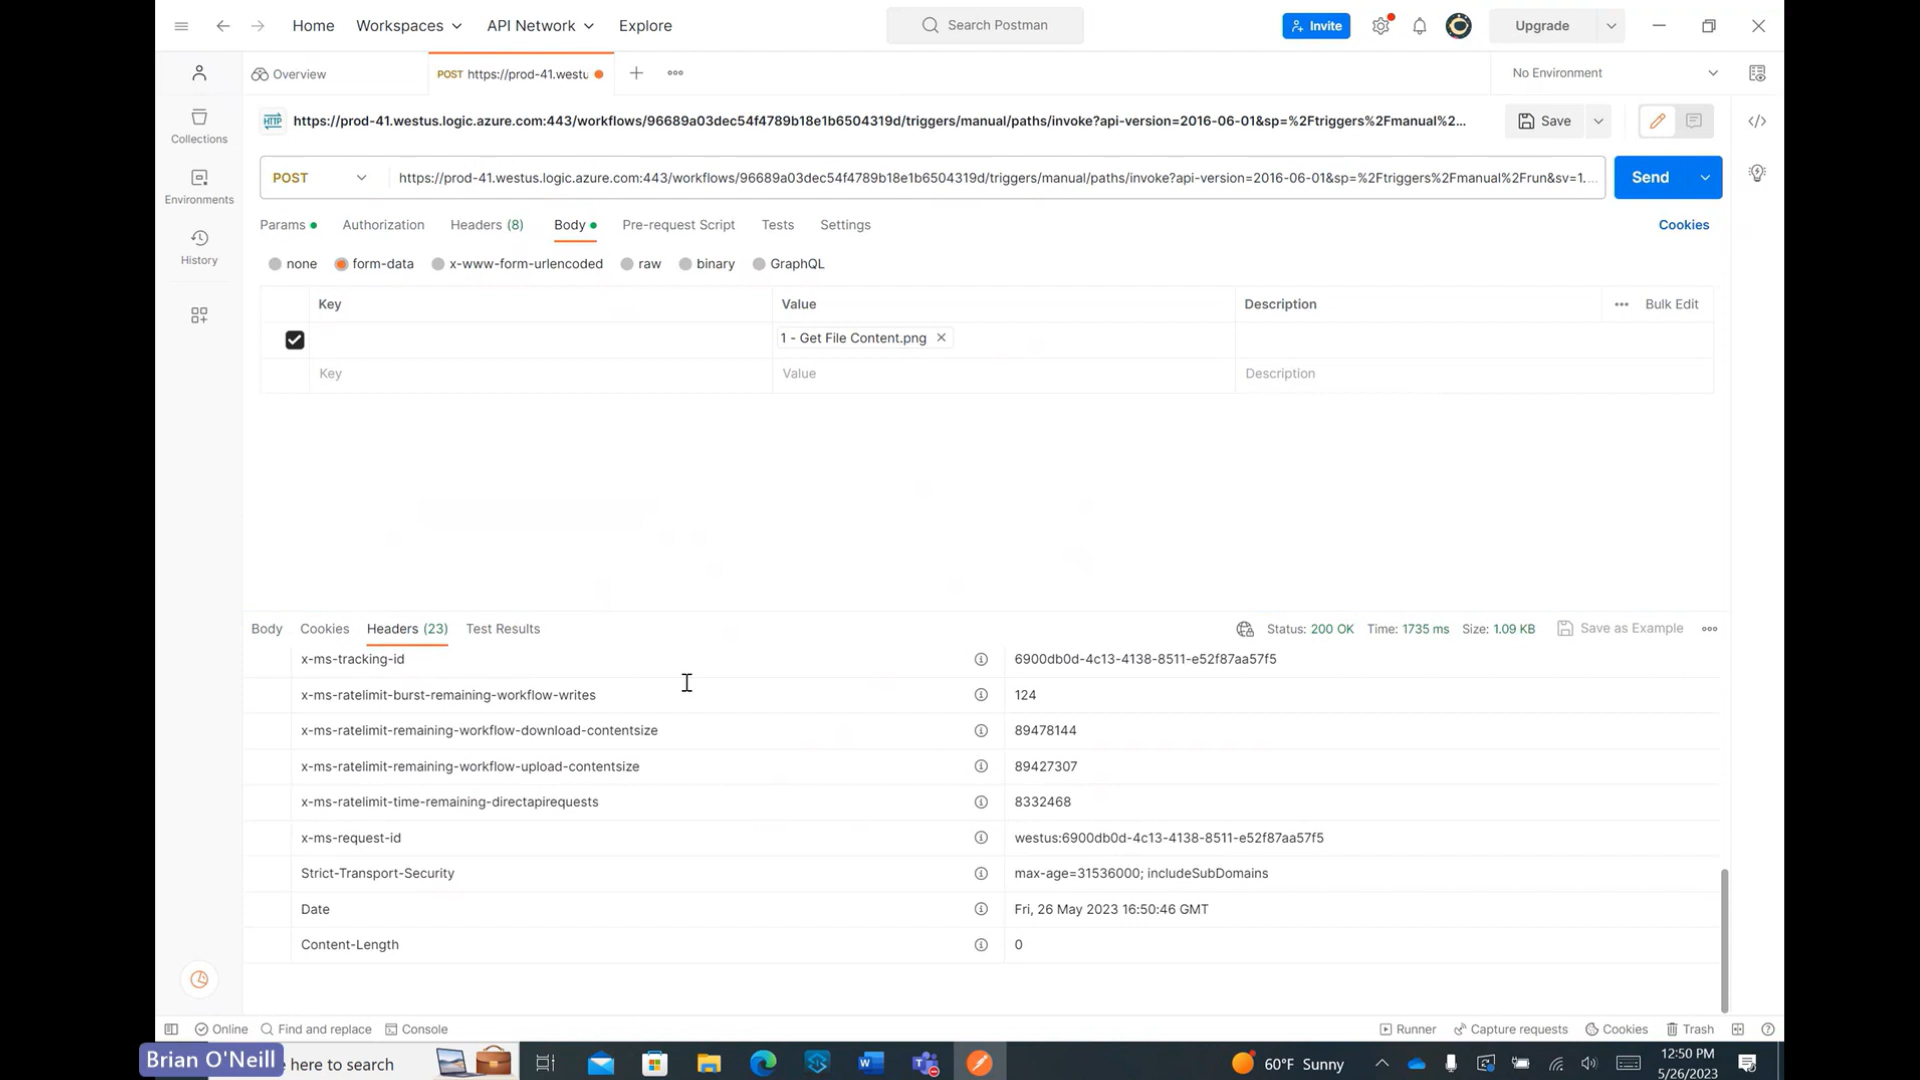 Home Workspaces API Network Explore Search Postman Invite Upgrade
Overview POST https://prod-41.westu No Environment
HTTP https://prod-41.westus.logic.azure.com:443/workflows/96689a03dec54f4789b18e1b6504319d/triggers/manual/paths/invoke?api-version=2016-06-01&sp=%2Ftriggers%2Fmanual%2... Save
POST https://prod-41.westus.logic.azure.com:443/workflows/96689a03dec54f4789b18e1b6504319d/triggers/manual/paths/invoke?api-version=2016-06-01&sp=%2Ftriggers%2Fmanual%2Frun&sv=1.... Send
Collections
Environments
History
Params Authorization Headers (8) Body Pre-request Script Tests Settings Cookies
none form-data x-www-form-urlencoded raw binary GraphQL
Key Value Description Bulk Edit
1 - Get File Content.png
Key Value Description
Body Cookies Headers (23) Test Results Status: 200 OK Time: 1735 ms Size: 1.09 KB Save as Example
x-ms-tracking-id 6900db0d-4c13-4138-8511-e52f87aa57f5
x-ms-ratelimit-burst-remaining-workflow-writes 124
x-ms-ratelimit-remaining-workflow-download-contentsize 89478144
x-ms-ratelimit-remaining-workflow-upload-contentsize 89427307
x-ms-ratelimit-time-remaining-directapirequests 8332468
x-ms-request-id westus:6900db0d-4c13-4138-8511-e52f87aa57f5
Strict-Transport-Security max-age=31536000; includeSubDomains
Date Fri, 26 May 2023 16:50:46 GMT
Content-Length 0
Online Find and replace Console Runner Capture requests Cookies Trash
Brian O'Neill here to search 60°F Sunny 12:50 PM
5/26/2023